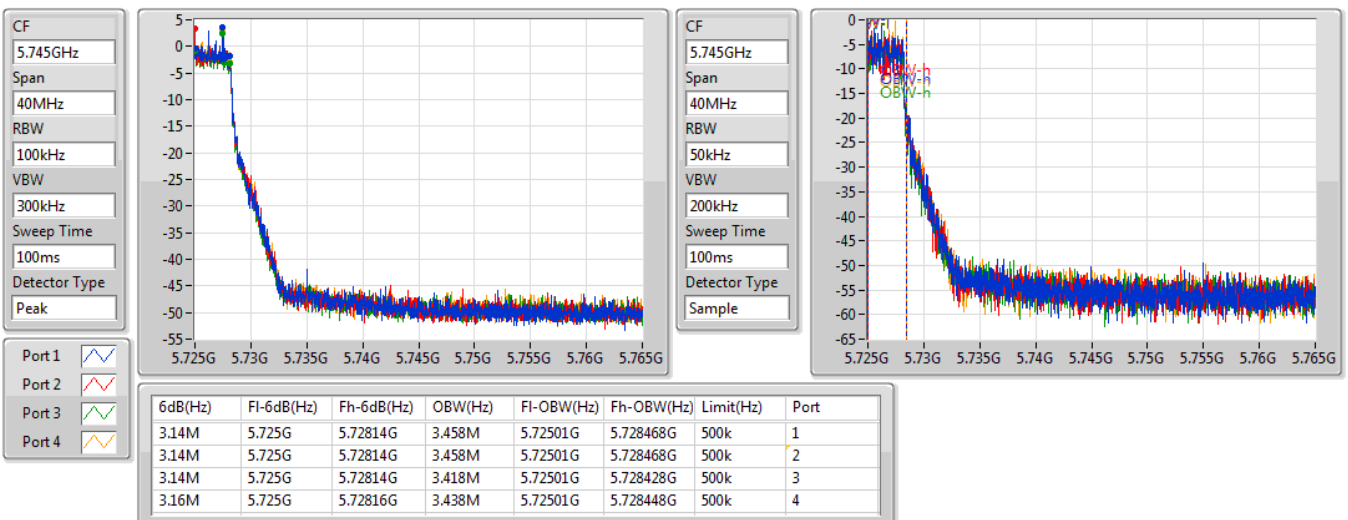 CF
5.745GHz
Span
40MHz
RBW
100kHz
VBW
300kHz
Sweep Time
100ms
Detector Type
Peak
5
0
-5
-10
-15
-20
-25
-30
-35
-40
-45
-50
-55
5.725G 5.73G 5.735G 5.74G 5.745G 5.75G 5.755G 5.76G 5.765G
CF
5.745GHz
Span
40MHz
RBW
50kHz
VBW
200kHz
Sweep Time
100ms
Detector Type
Sample
0
-5
-10
-15
-20
-25
-30
-35
-40
-45
-50
-55
-60
-65
OBW-h
OBW-h
OBW-h
5.725G 5.73G 5.735G 5.74G 5.745G 5.75G 5.755G 5.76G 5.765G
Port 1
Port 2
Port 3
Port 4
6dB(Hz) Fl-6dB(Hz) Fh-6dB(Hz) OBW(Hz) Fl-OBW(Hz) Fh-OBW(Hz) Limit(Hz) Port
3.14M 5.725G 5.72814G 3.458M 5.72501G 5.728468G 500k 1
3.14M 5.725G 5.72814G 3.458M 5.72501G 5.728468G 500k 2
3.14M 5.725G 5.72814G 3.418M 5.72501G 5.728428G 500k 3
3.16M 5.725G 5.72816G 3.438M 5.72501G 5.728448G 500k 4